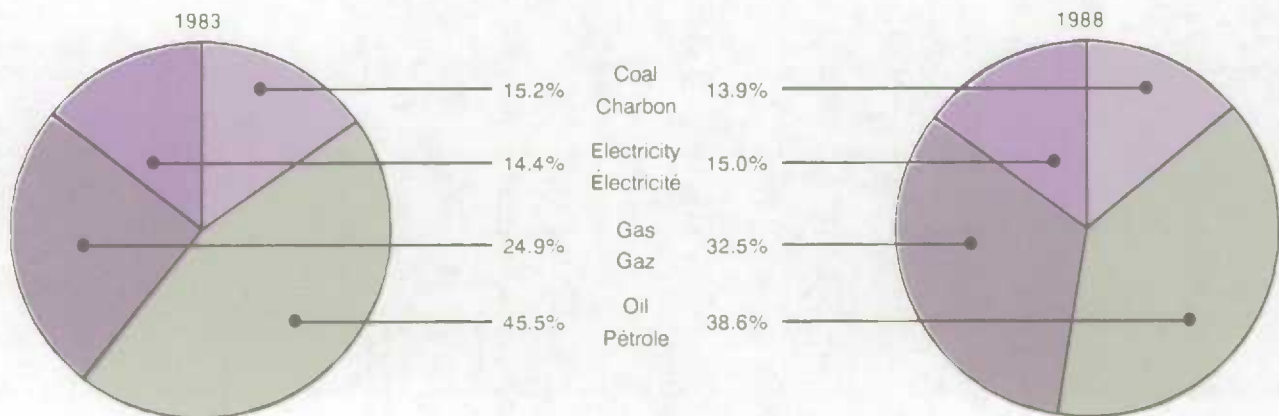 1983
1988
15.2% Coal 13.9%
Charbon
14.4% Electricity 15.0%
Électricité
24.9% Gas 32.5%
Gaz
45.5% Oil 38.6%
Pétrole